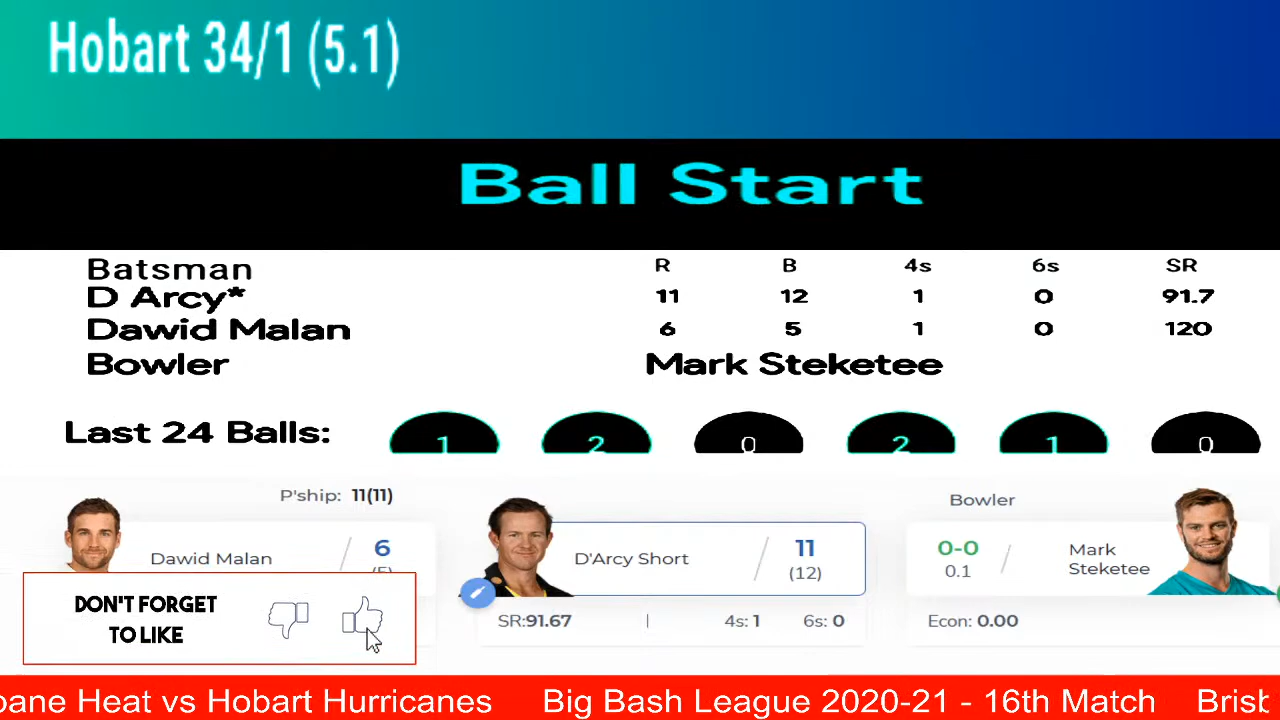 Hobart 34/1 (5.1)
Ball Start
Batsman R B 4s 6s SR
D Arcy* 11 12 1 0 91.7
Dawid Malan 6 5 1 0 120
Bowler Mark Steketee
Last 24 Balls: 1 2 0 2 1 0
P'ship: 11(11)
Dawid Malan 6
D'Arcy Short 11
(12)
SR:91.67 4s: 1 6s: 0
Bowler
0-0
0.1
Mark
Steketee
Econ: 0.00
DON'T FORGET
TO LIKE
bane Heat vs Hobart Hurricanes Big Bash League 2020-21 - 16th Match Brisb